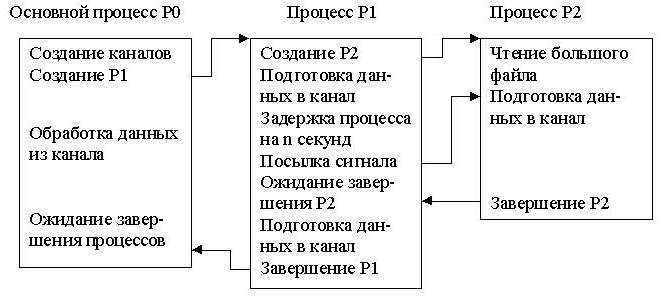 Основной процесс P0
Процесс P1
Процесс P2
Создание каналов
Создание P1
Обработка данных
из канала
Ожидание завер-
шения процессов
Создание P2
Подготовка дан-
ных в канал
Задержка процесса
на n секунд
Посылка сигнала
Ожидание завер-
шения P2
Подготовка дан-
ных в канал
Завершение P1
Чтение большого
файла
Подготовка дан-
ных в канал
Завершение P2